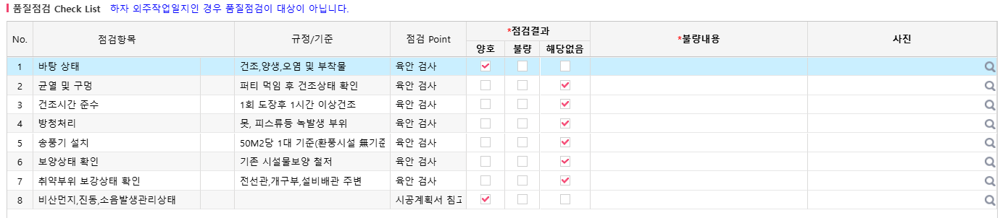 품질점검 Check List 하자 외주작업일지인 경우 품질점검이 대상이 아닙니다.
No. 점검항목 규정/기준 점검 Point *점검결과 *불량내용 사진
양호 불량 해당없음
1 바탕 상태 건조,양생,오염 및 부착물 육안 검사
2 균열 및 구멍 퍼티 먹임 후 건조상태 확인 육안 검사
3 건조시간 준수 1회 도장후 1시간 이상건조 육안 검사
4 방청처리 못, 피스류등 녹발생 부위 육안 검사
5 송풍기 설치 50M2당 1대 기준(환풍시설 無기준 육안 검사
6 보양상태 확인 기존 시설물보양 철저 육안 검사
7 취약부위 보강상태 확인 전선관,개구부,설비배관 주변 육안 검사
8 비산먼지,진동,소음발생관리상태 시공계획서 참고